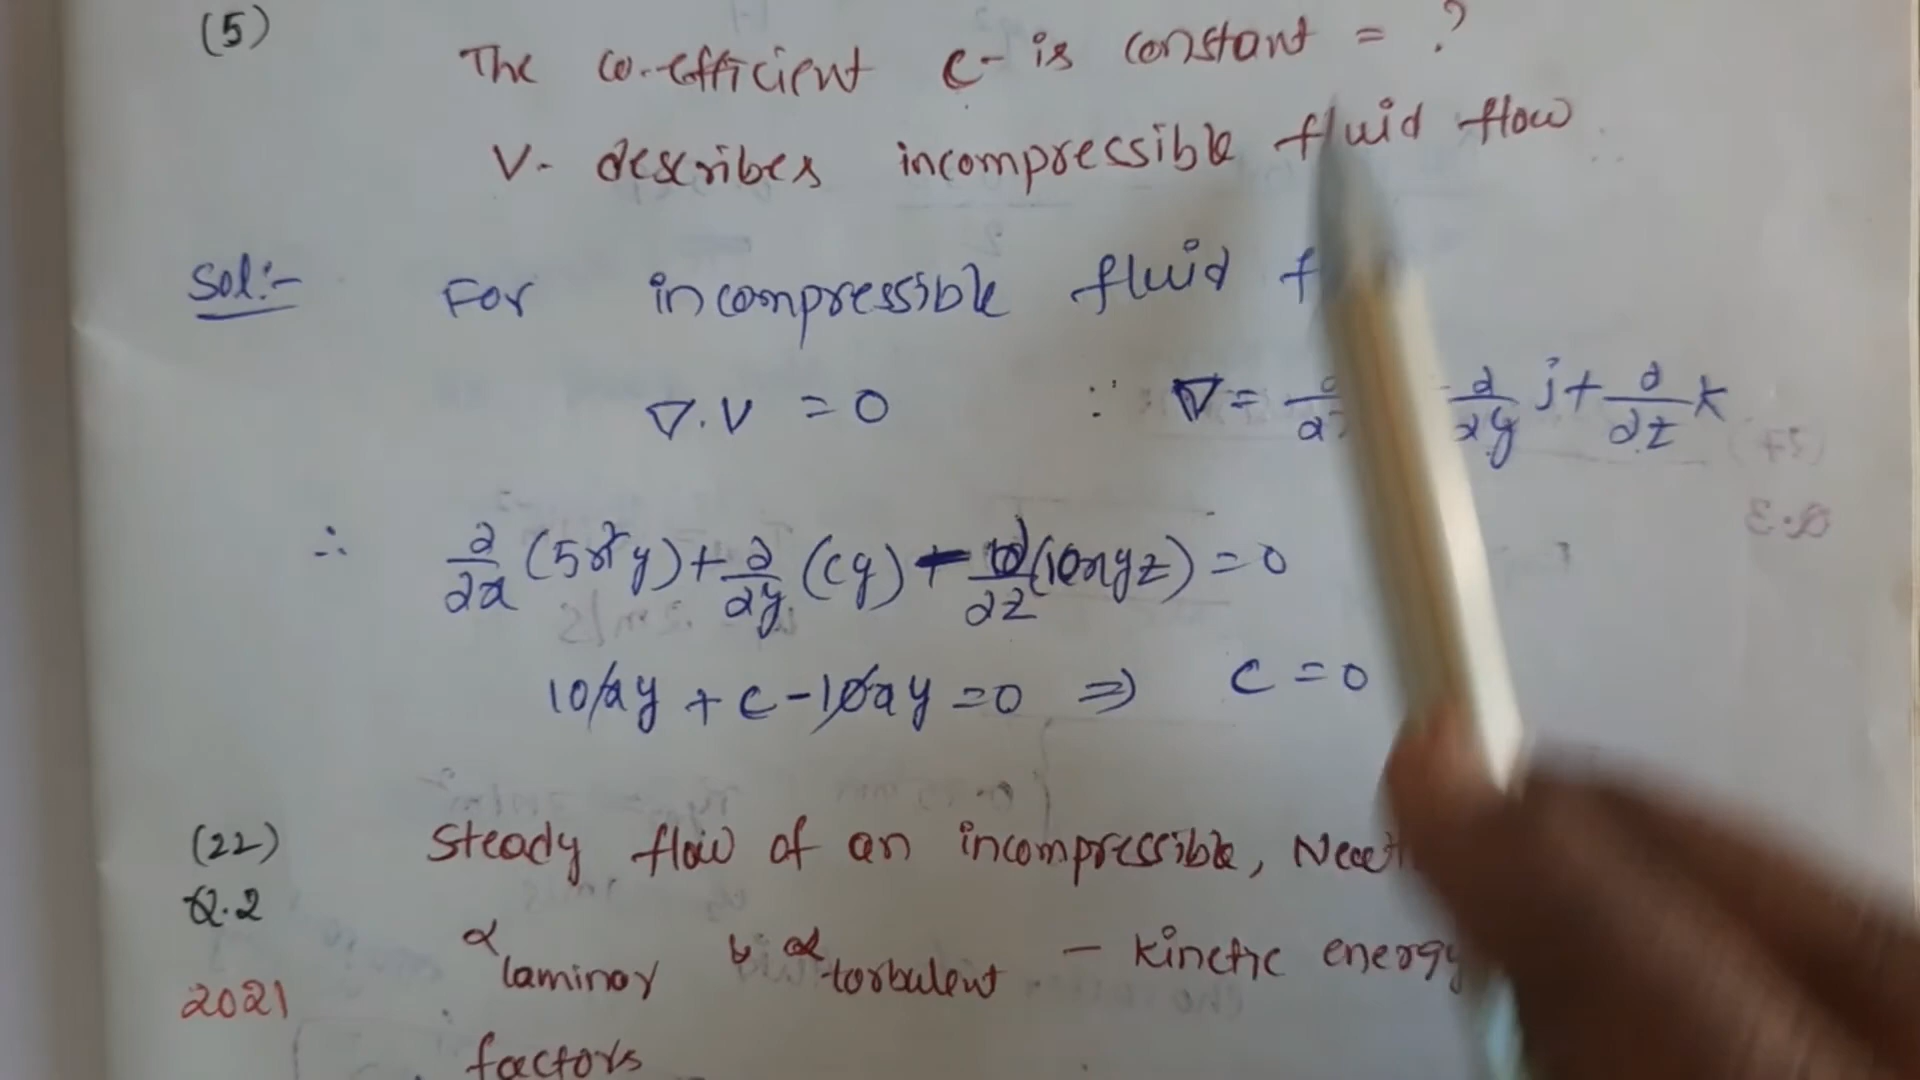 (5)
The co-efficient c- is constant = ?
V- describes incompressible fluid flow
Sol:- For incompressible fluid f
∇.V = 0 ∵ ∇ = ∂/∂ ∂/∂y j + ∂/∂z k
∴ ∂/∂x (5x²y) + ∂/∂y (cy) - ∂/∂z (10xyz) = 0
10xy + c - 10xy = 0 ⇒ c = 0
(22) Steady flow of an incompressible,
Q.2
α laminar & α turbulent - kinetic energy
2021
factors